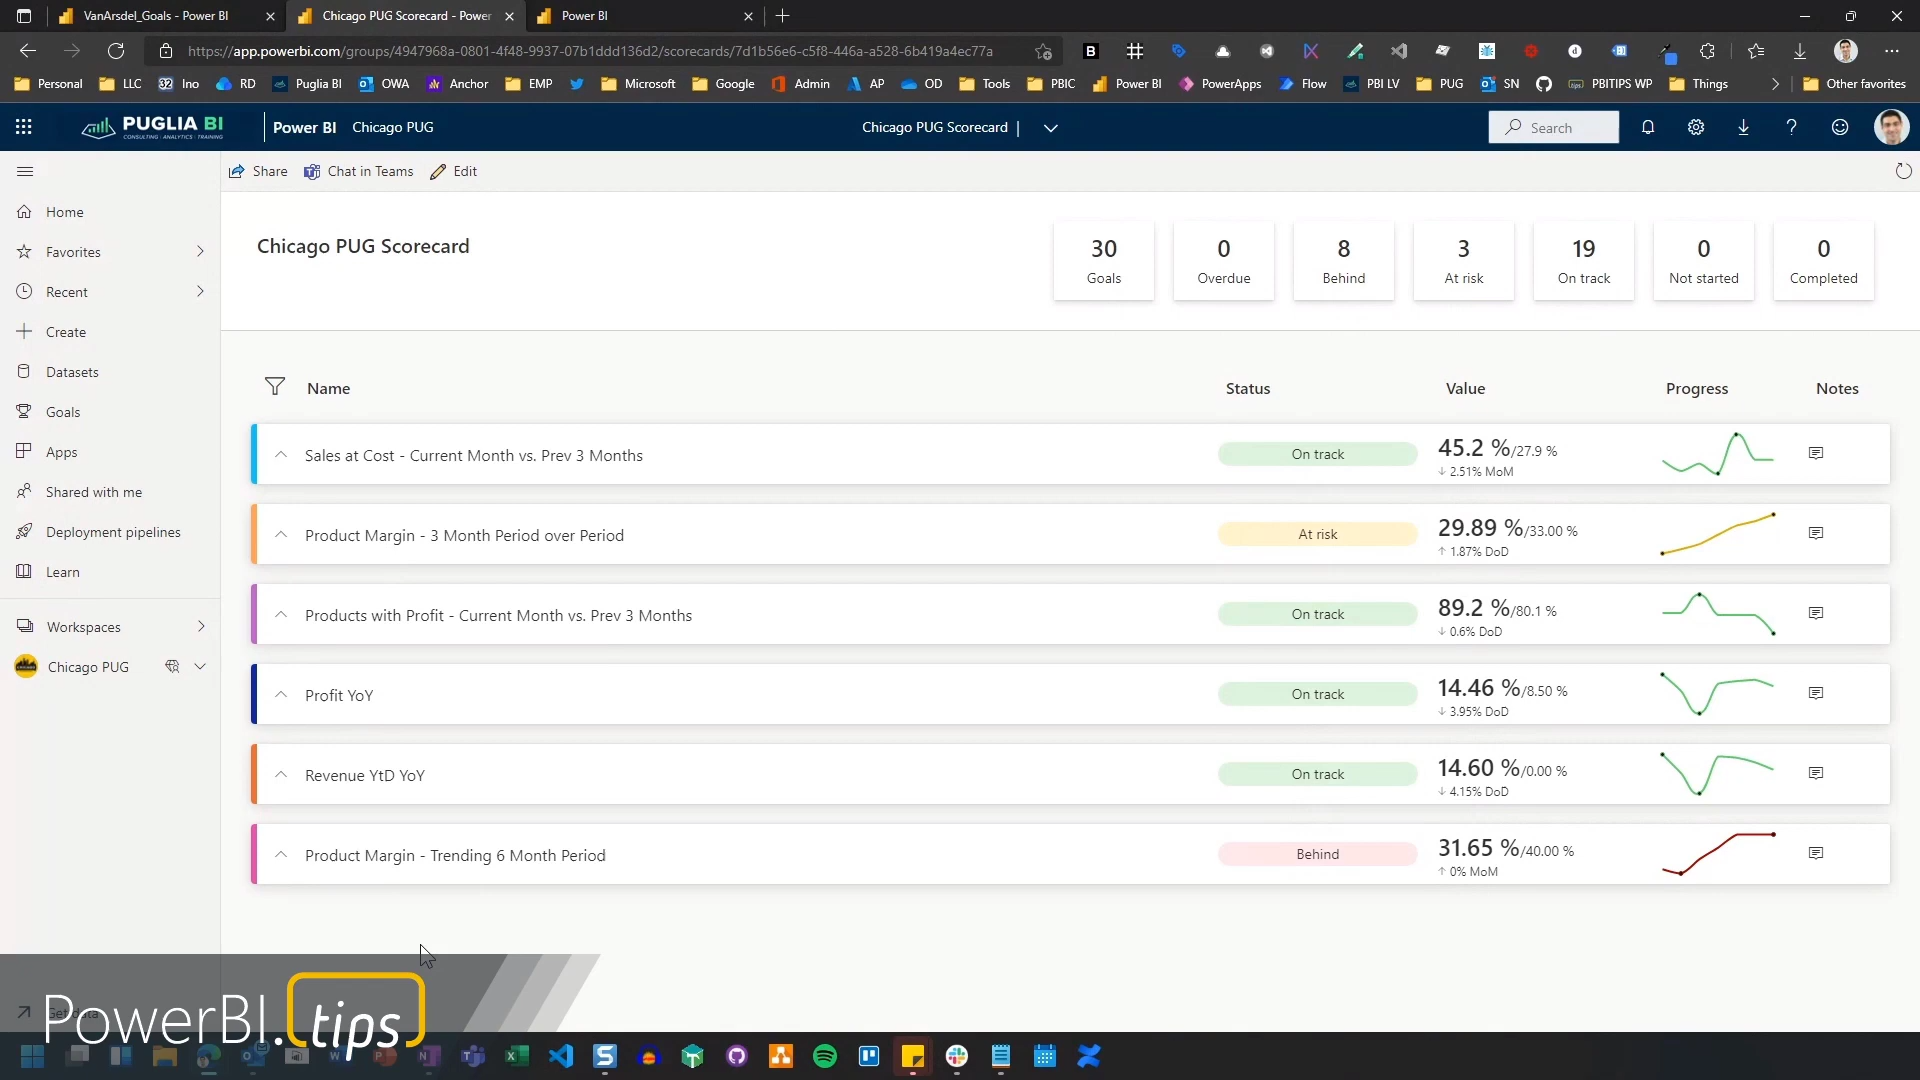 VanArsdel_Goals - Power BI
Chicago PUG Scorecard - Power
Power BI
https://app.powerbi.com/groups/4947968a-0801-4f48-9937-07b1ddd136d2/scorecards/7d1b56e6-c5f8-446a-a528-6b419a4ec77a
Personal LLC 32 Ino RD Puglia BI OWA Anchor EMP Microsoft Google Admin AP OD Tools PBIC Power BI PowerApps Flow PBI LV PUG SN PBITIPS WP Things Other favorites
PUGLIA BI
CONSULTING · ANALYTICS · TRAINING
Power BI Chicago PUG
Chicago PUG Scorecard |
Search
Share Chat in Teams Edit
Home
Favorites
Recent
Create
Datasets
Goals
Apps
Shared with me
Deployment pipelines
Learn
Workspaces
Chicago PUG
Get data
Chicago PUG Scorecard
30 0 8 3 19 0 0
Goals Overdue Behind At risk On track Not started Completed
Name Status Value Progress Notes
Sales at Cost - Current Month vs. Prev 3 Months On track 45.2 %/27.9 %
↓ 2.51% MoM
Product Margin - 3 Month Period over Period At risk 29.89 %/33.00 %
↑ 1.87% DoD
Products with Profit - Current Month vs. Prev 3 Months On track 89.2 %/80.1 %
↓ 0.6% DoD
Profit YoY On track 14.46 %/8.50 %
↓ 3.95% DoD
Revenue YtD YoY On track 14.60 %/0.00 %
↓ 4.15% DoD
Product Margin - Trending 6 Month Period Behind 31.65 %/40.00 %
↑ 0% MoM
PowerBI.tips